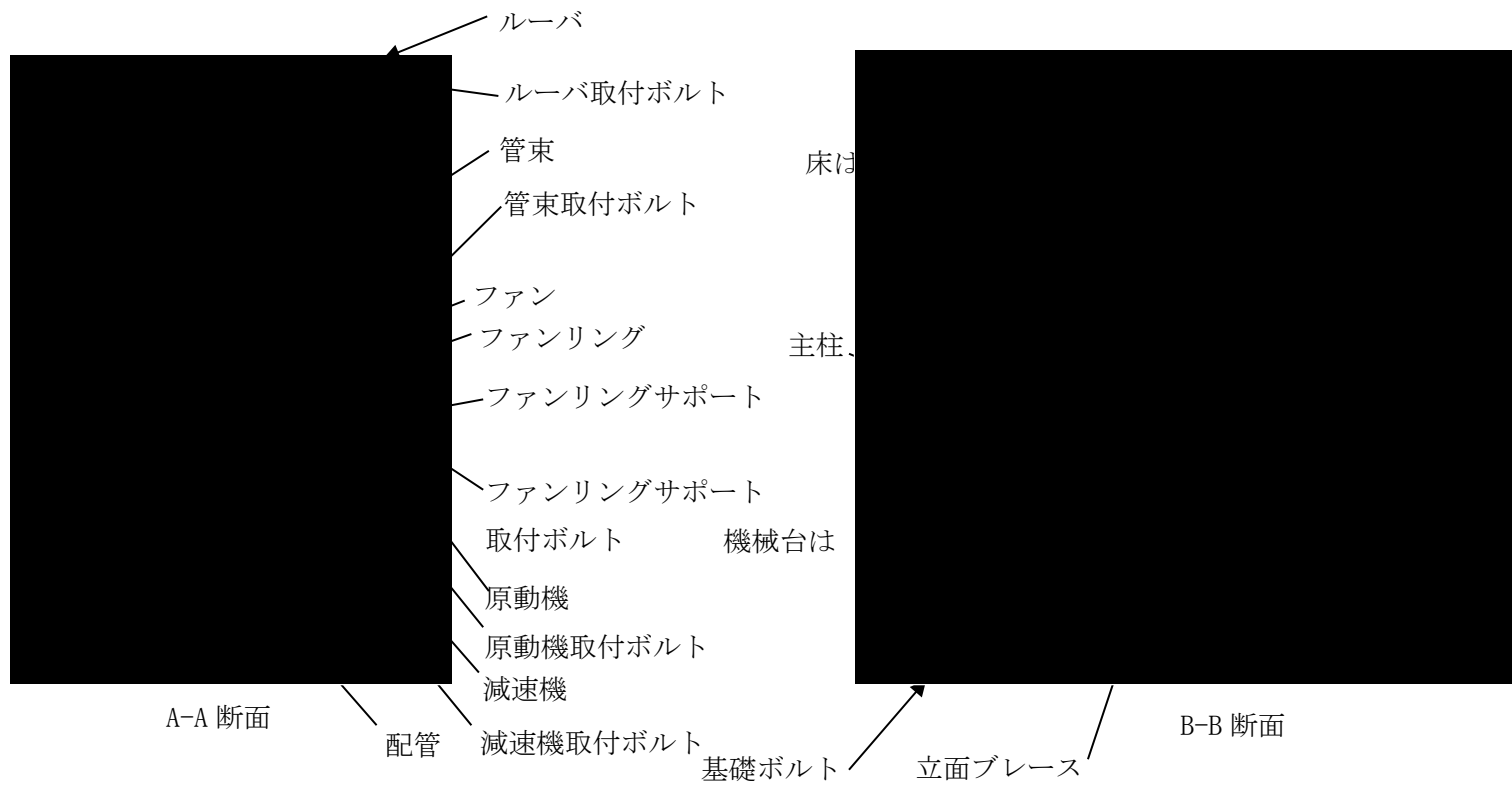 ルーバ
ルーバ取付ボルト
管束
管束取付ボルト
ファン
ファンリング
ファンリングサポート
ファンリングサポート
取付ボルト
原動機
原動機取付ボルト
減速機
減速機取付ボルト
配管
A-A 断面
床は
主柱、
機械台は
基礎ボルト
立面ブレース
B-B 断面